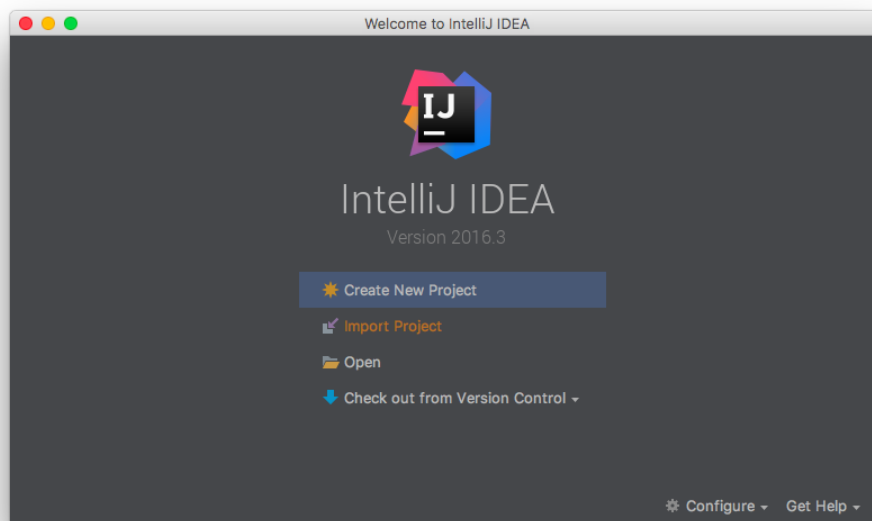 Welcome to IntelliJ IDEA
IJ
IntelliJ IDEA
Version 2016.3
Create New Project
Import Project
Open
Check out from Version Control
Configure Get Help